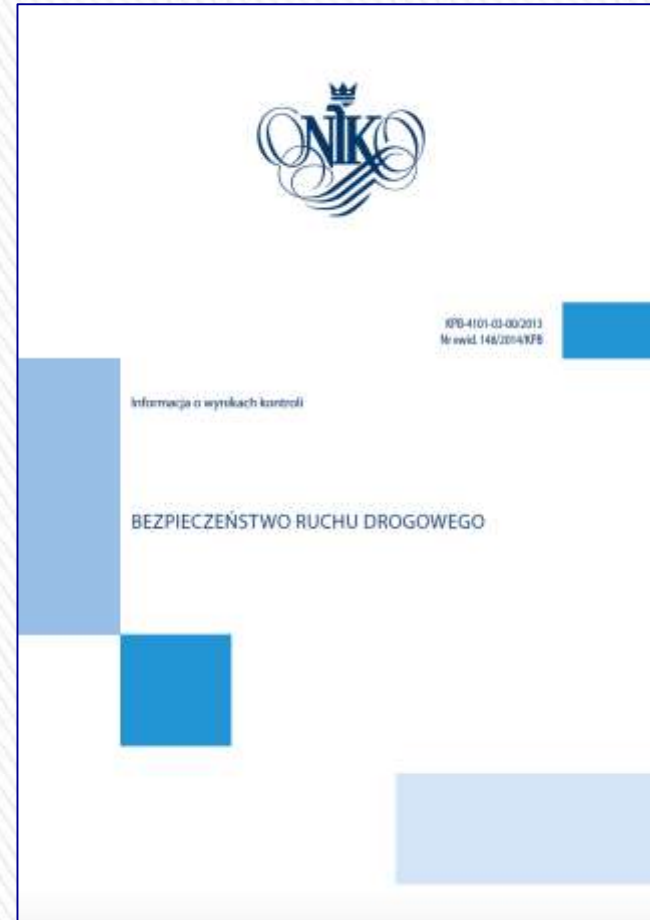 NIK
KPB-4101-03-00/2013
Nr ewid. 148/2014/KPB
Informacja o wynikach kontroli
BEZPIECZEŃSTWO RUCHU DROGOWEGO